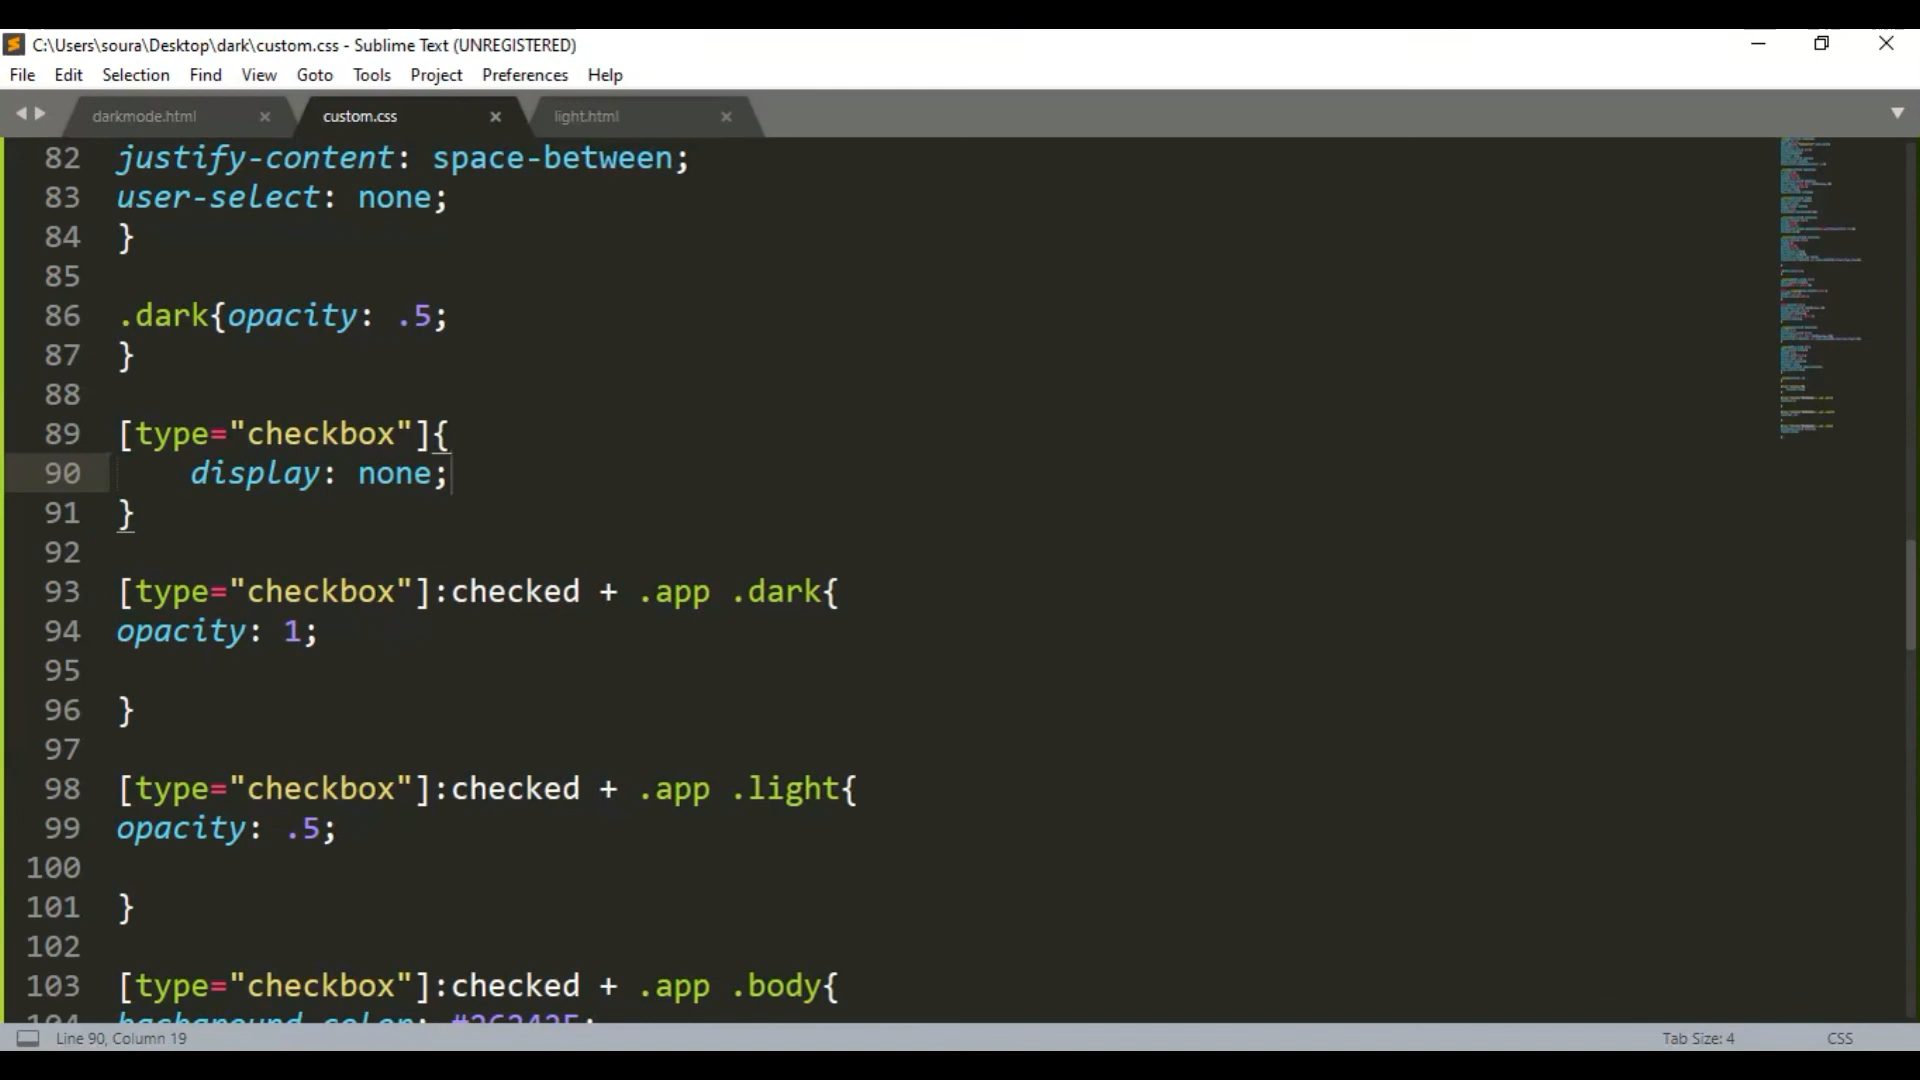 C:\Users\soura\Desktop\dark\custom.css - Sublime Text (UNREGISTERED)
File Edit Selection Find View Goto Tools Project Preferences Help
darkmode.html custom.css light.html
82 justify-content: space-between;
83 user-select: none;
84 }
85
86 .dark{opacity: .5;
87 }
88
89 [type="checkbox"]{
90 display: none;
91 }
92
93 [type="checkbox"]:checked + .app .dark{
94 opacity: 1;
95
96 }
97
98 [type="checkbox"]:checked + .app .light{
99 opacity: .5;
100
101 }
102
103 [type="checkbox"]:checked + .app .body{
104 background-color:
Line 90, Column 19 Tab Size: 4 CSS